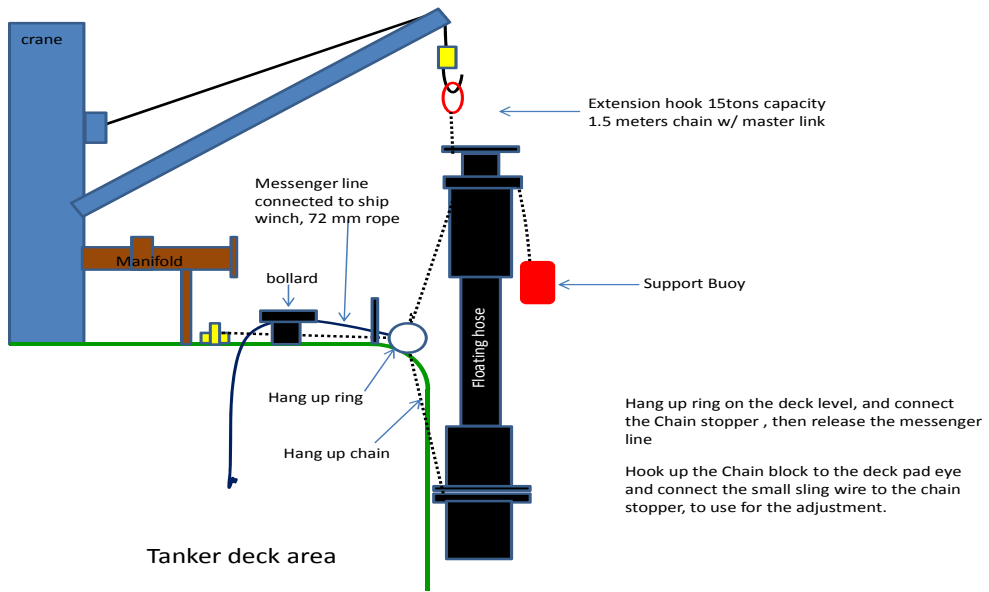 crane
Extension hook 15tons capacity
1.5 meters chain w/ master link
Messenger line
connected to ship
winch, 72 mm rope
Manifold
bollard
Support Buoy
Floating hose
Hang up ring
Hang up chain
Hang up ring on the deck level, and connect
the Chain stopper , then release the messenger
line
Hook up the Chain block to the deck pad eye
and connect the small sling wire to the chain
stopper, to use for the adjustment.
Tanker deck area